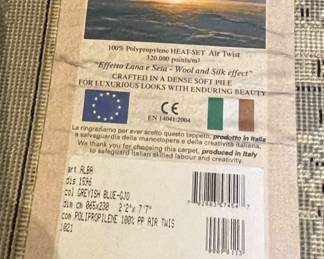 100% Polypropylene HEAT-SET Air Twist
320.000 points/m²
"Effetto Lana e Seta - Wool and Silk effect"
CRAFTED IN A DENSE SOFT PILE
FOR LUXURIOUS LOOKS WITH ENDURING BEAUTY
CE
EN 14041:2004
La ringraziamo per aver scelto questo tappeto, prodotto in Italia
a salvaguardia della manodopera e della creatività italiana.
We thank you for choosing this carpet, produced in Italy
to safeguard Italian skilled labour and creativity.
art ALBA
dis 1596
col GREYISH BLUE-GJO
dim cm 065x230 2'2"x 7'7"
com POLIPROPILENE 100% PP AIR TWIS